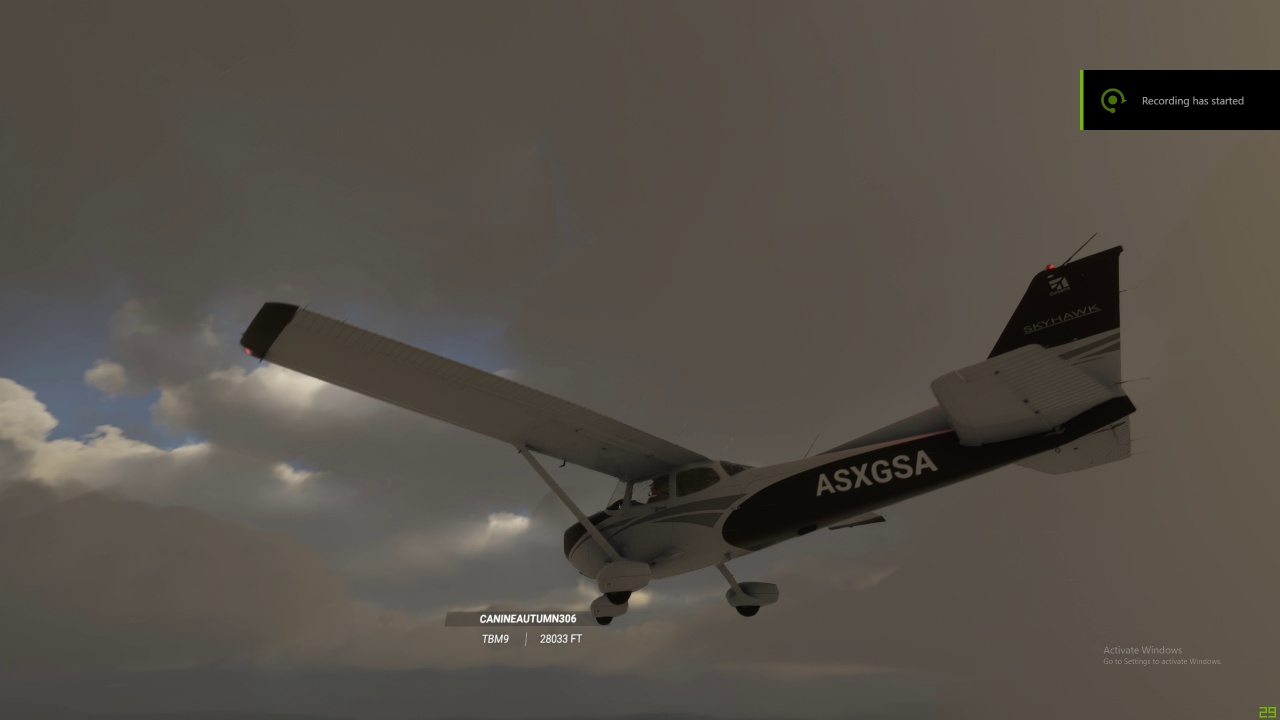 Recording has started
SKYHAWK
ASXGSA
CANINEAUTUMN306
TBM9 | 28033 FT
Activate Windows
Go to Settings to activate Windows.
29